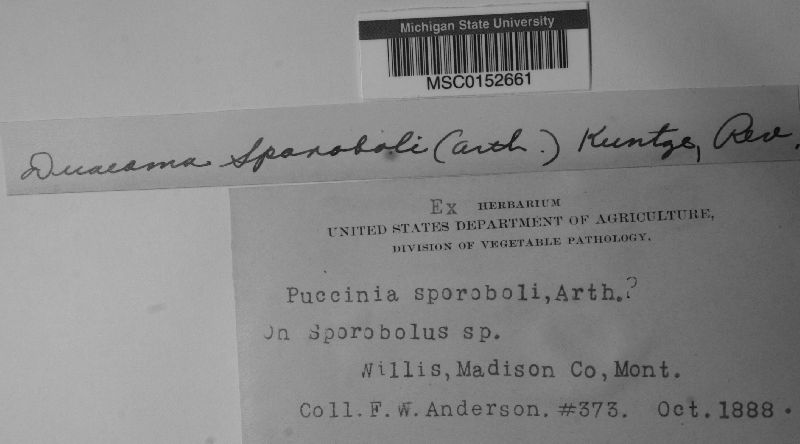 Michigan State University
MSC0152661
Dicaeoma Sporoboli (Arth.) Kuntze, Rev.
Ex HERBARIUM
UNITED STATES DEPARTMENT OF AGRICULTURE,
DIVISION OF VEGETABLE PATHOLOGY.
Puccinia sporoboli, Arth.?
On Sporobolus sp.
Willis, Madison Co, Mont.
Coll. F. W. Anderson. #373. Oct. 1888.